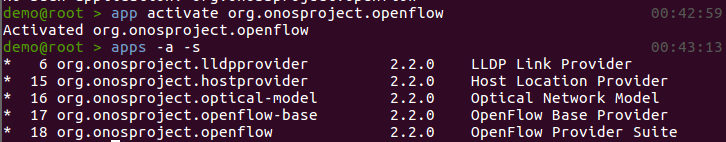 demo@root > app activate org.onosproject.openflow 00:42:59
Activated org.onosproject.openflow
demo@root > apps -a -s 00:43:13
* 6 org.onosproject.lldpprovider 2.2.0 LLDP Link Provider
* 15 org.onosproject.hostprovider 2.2.0 Host Location Provider
* 16 org.onosproject.optical-model 2.2.0 Optical Network Model
* 17 org.onosproject.openflow-base 2.2.0 OpenFlow Base Provider
* 18 org.onosproject.openflow 2.2.0 OpenFlow Provider Suite